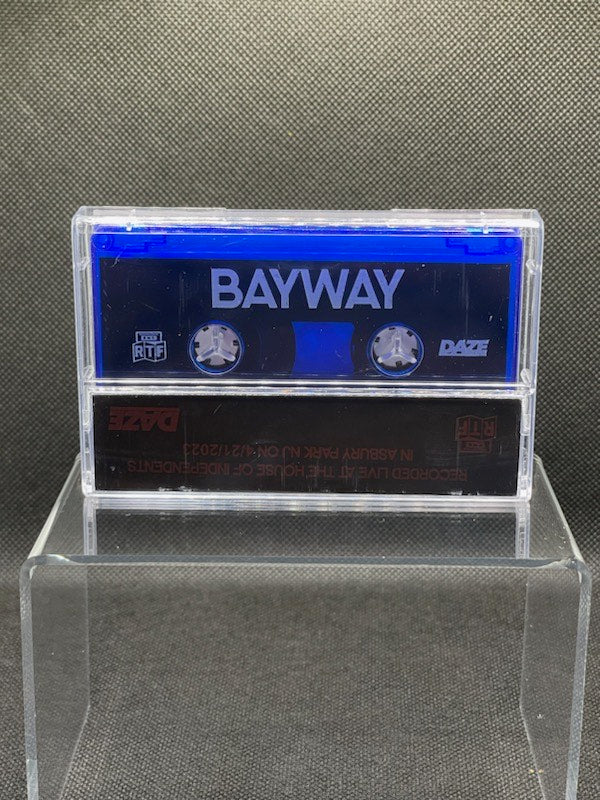 BAYWAY
RTF
DAZE
DAZE
RTF
RECORDED LIVE AT THE HOUSE OF INDEPENDENTS
IN ASBURY PARK NJ ON 4/21/2023